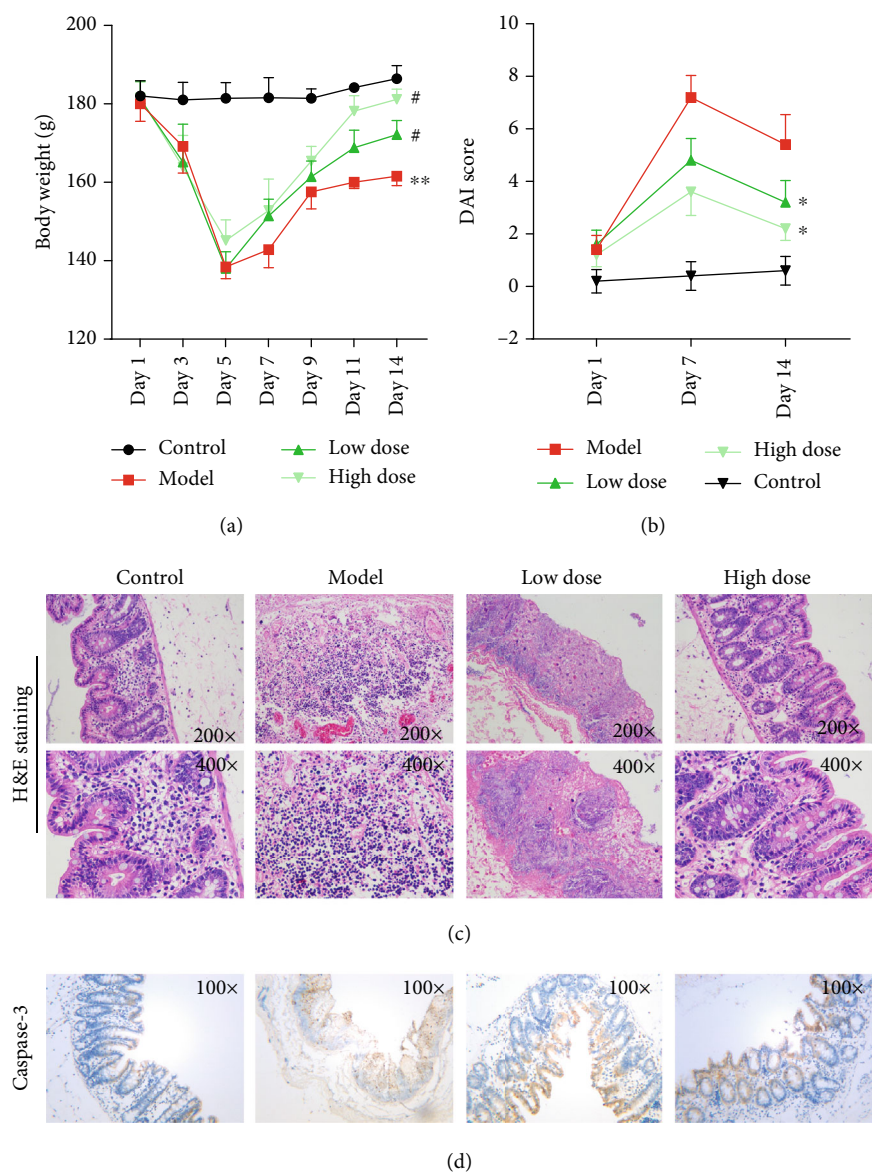 200
180
160
140
120
Body weight (g)
Day 1
Day 3
Day 5
Day 7
Day 9
Day 11
Day 14
#
#
**
Control
Model
Low dose
High dose
(a)
10
8
6
4
2
0
−2
DAI score
Day 1
Day 7
Day 14
*
*
Model
Low dose
High dose
Control
(b)
Control
Model
Low dose
High dose
H&E staining
200×
200×
200×
200×
400×
400×
400×
400×
(c)
Caspase-3
100×
100×
100×
100×
(d)